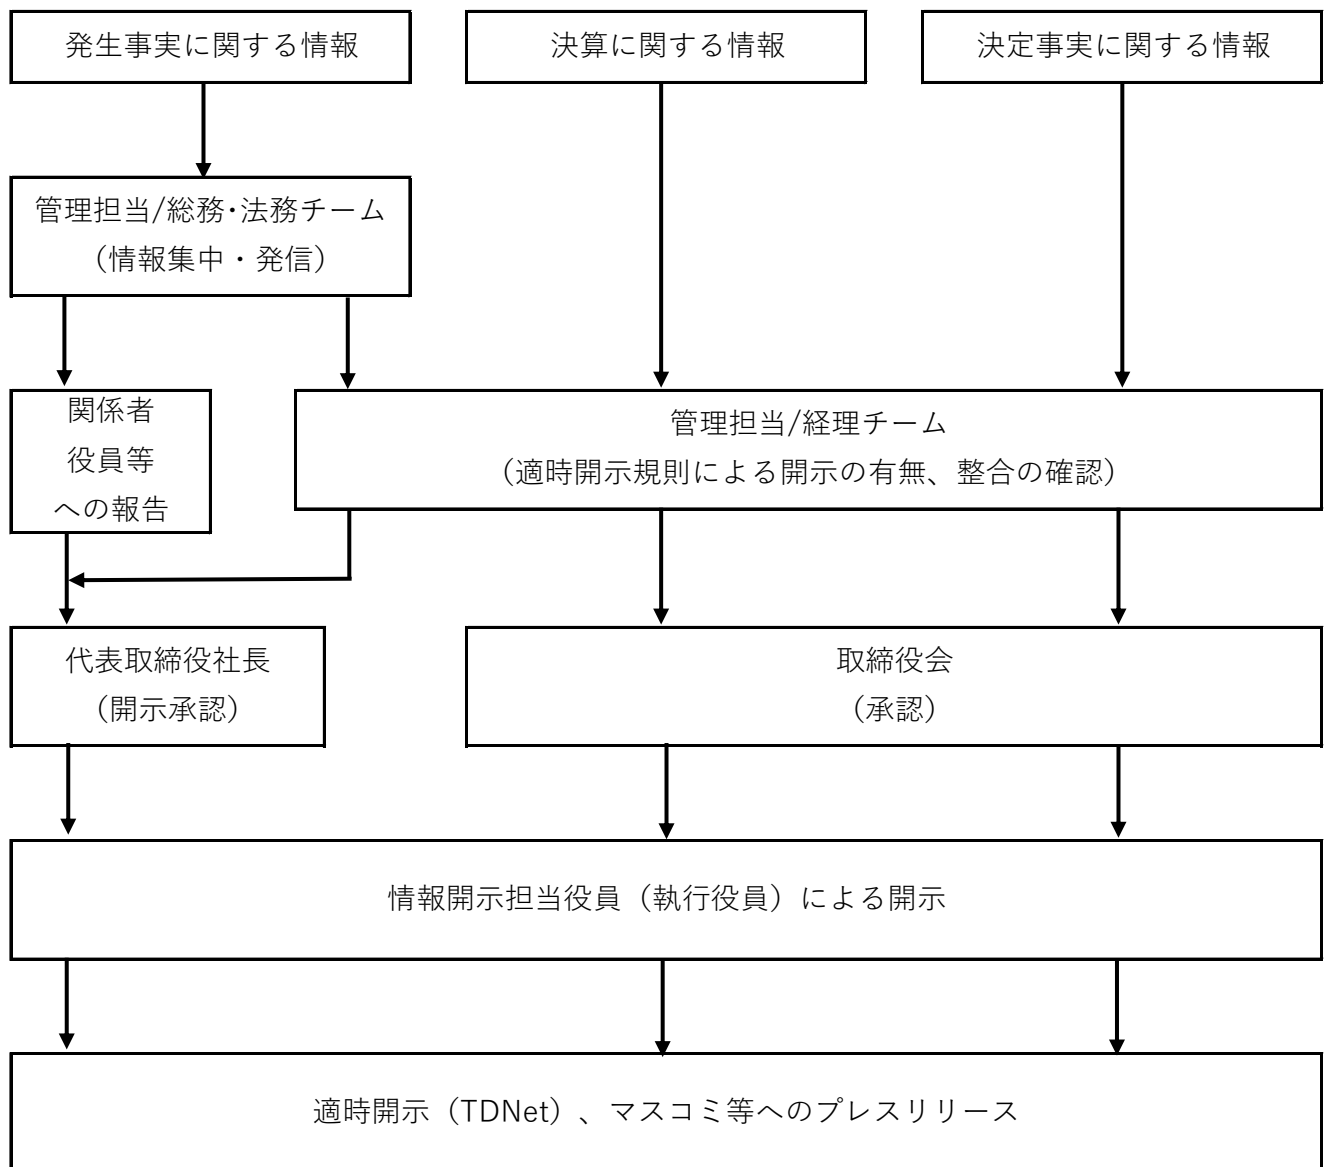 発生事実に関する情報
決算に関する情報
決定事実に関する情報
管理担当/総務・法務チーム
（情報集中・発信）
関係者
役員等
への報告
管理担当/経理チーム
（適時開示規則による開示の有無、整合の確認）
代表取締役社長
（開示承認）
取締役会
（承認）
情報開示担当役員（執行役員）による開示
適時開示（TDNet）、マスコミ等へのプレスリリース